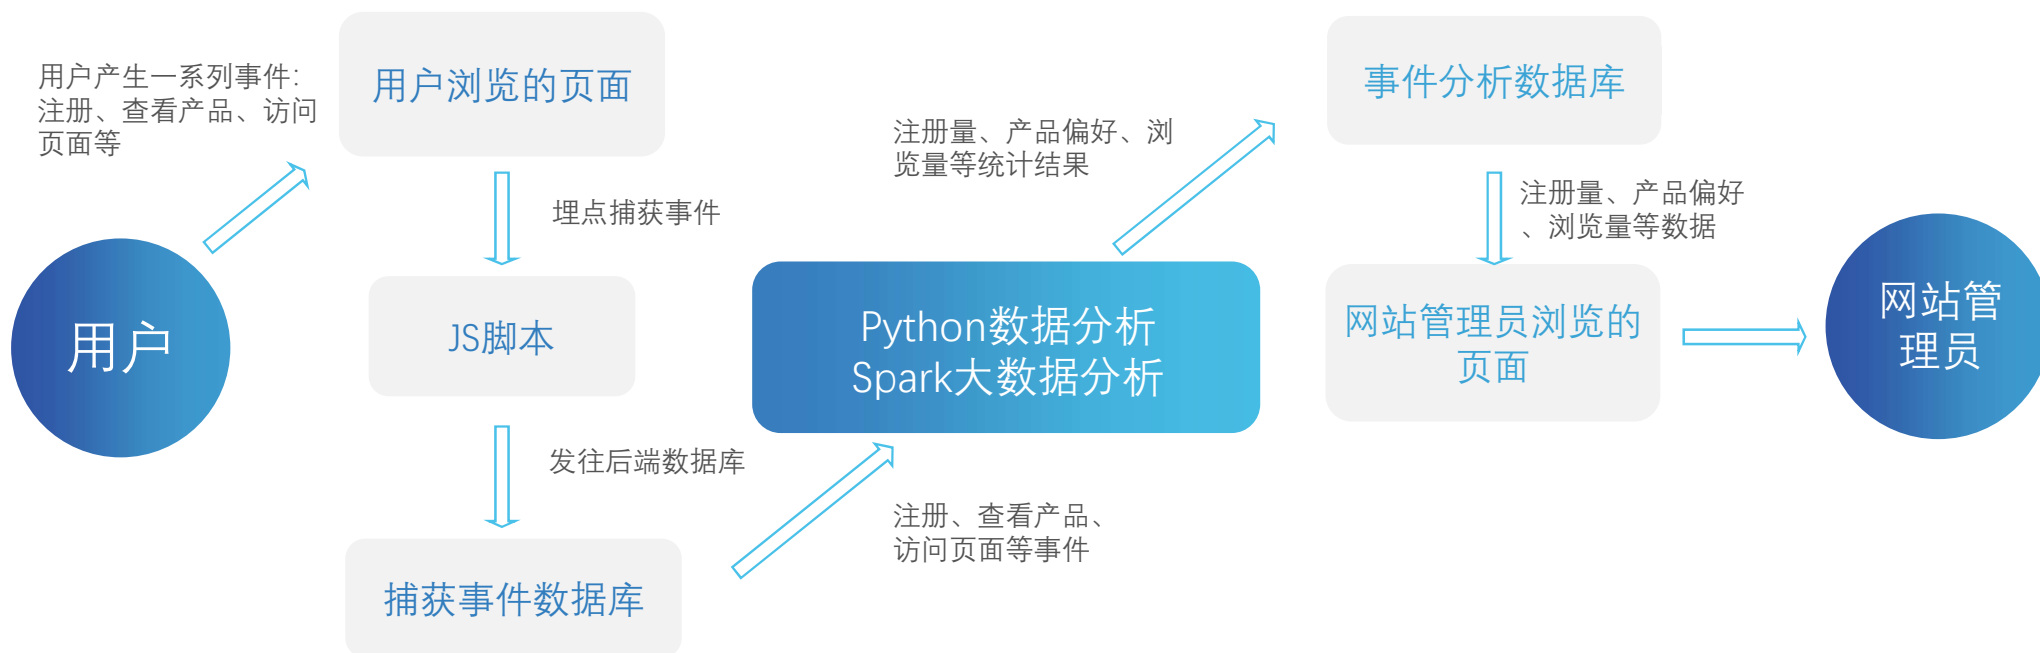 用户产生一系列事件:
注册、查看产品、访问
页面等
用户浏览的页面
用户
埋点捕获事件
JS脚本
发往后端数据库
捕获事件数据库
注册、查看产品、
访问页面等事件
Python数据分析
Spark大数据分析
注册量、产品偏好、浏
览量等统计结果
事件分析数据库
注册量、产品偏好
、浏览量等数据
网站管理员浏览的
页面
网站管
理员